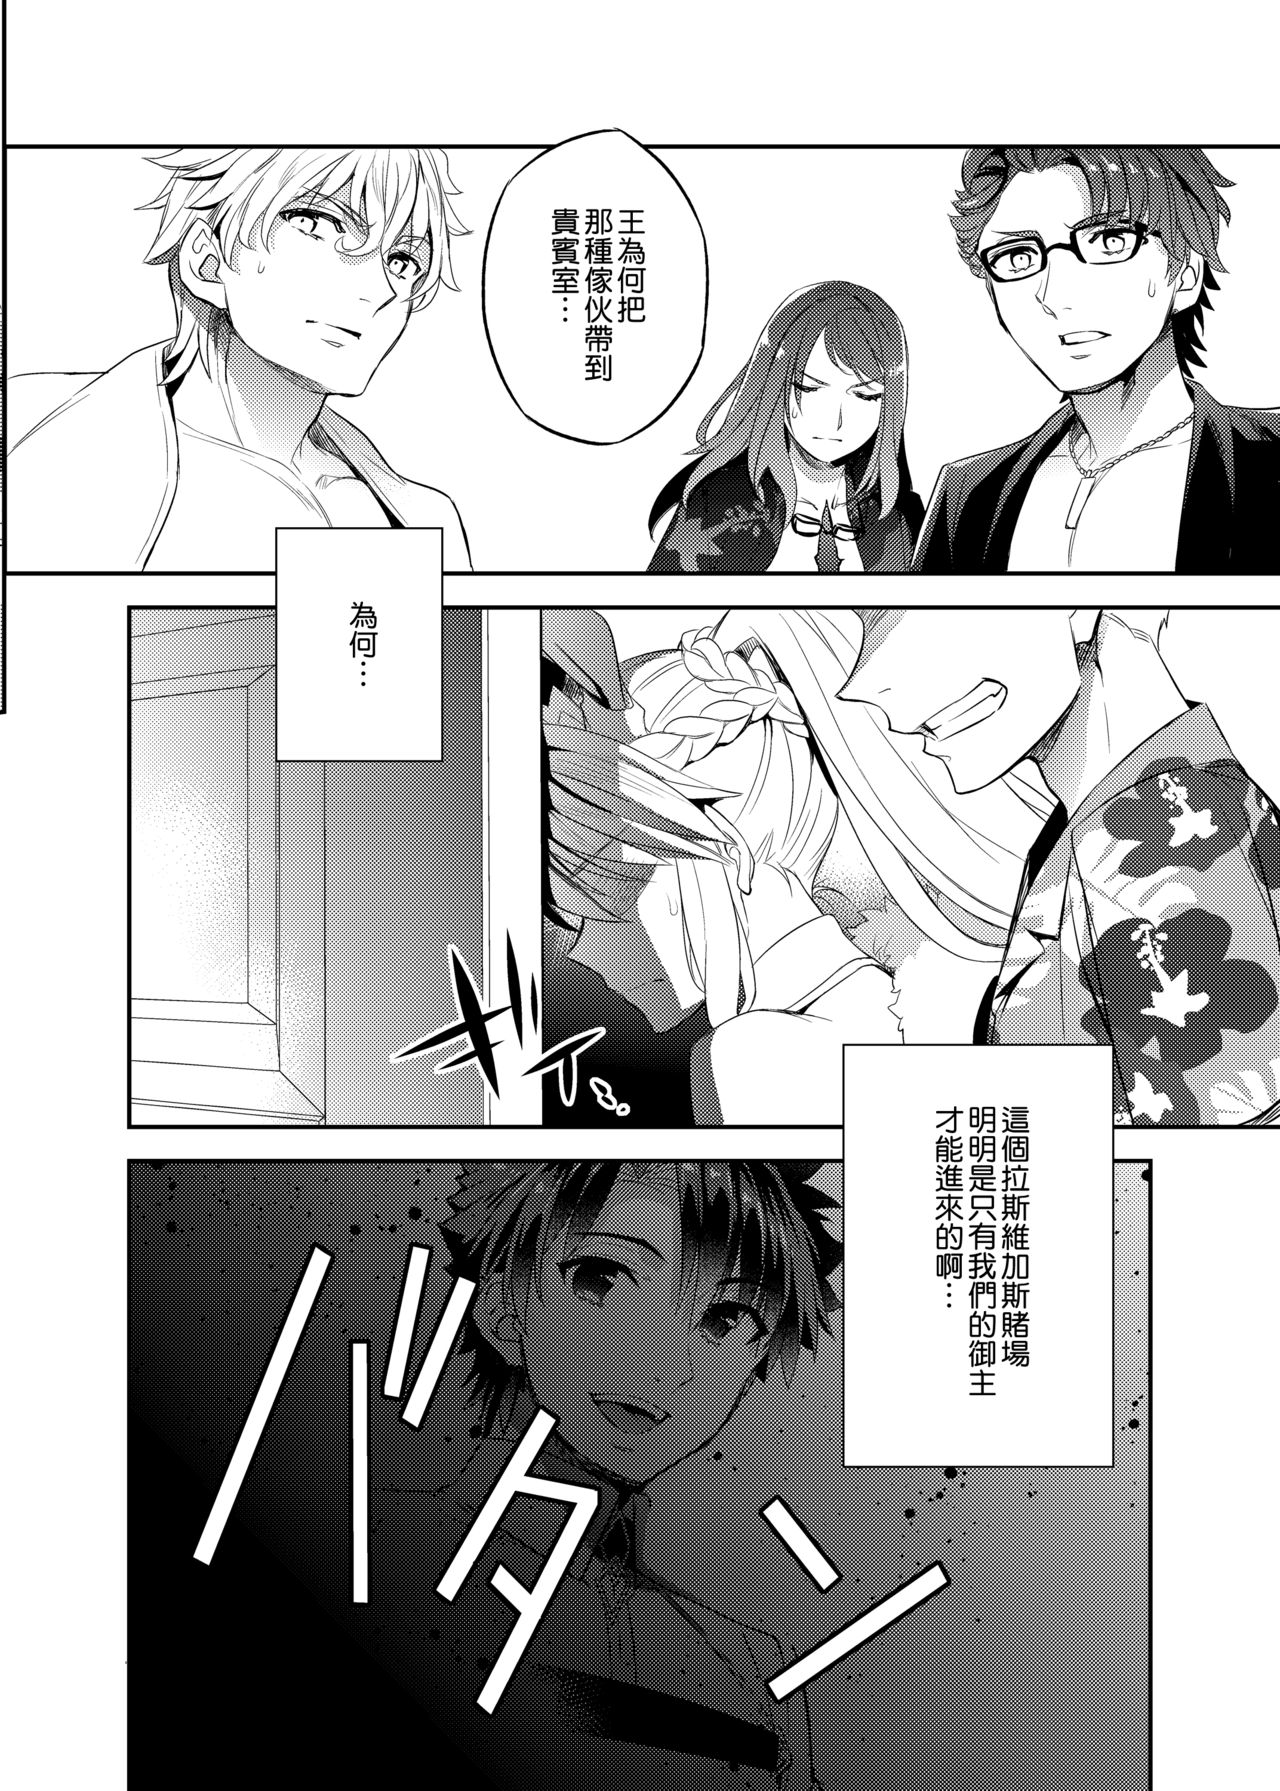 王為何把
那種傢伙帶到
貴賓室…
為何…
ギイ…。
這個拉斯維加斯賭場
明明是只有我們的御主
才能進來的啊…
バタン